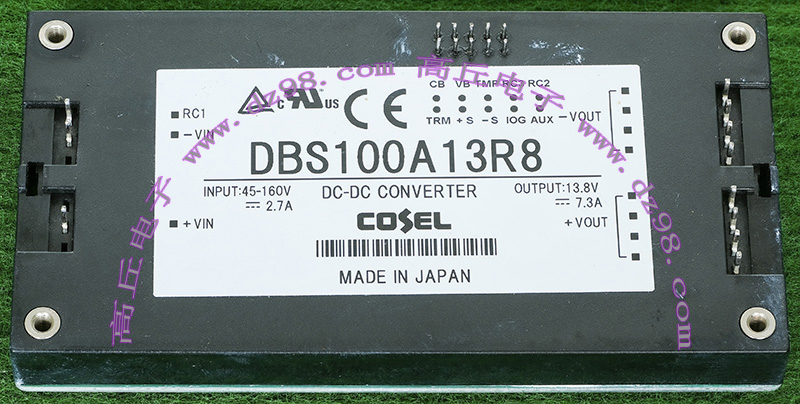 CB VB TMP RC3 RC2
RC1
C UL US
CE
-VIN
-VOUT
TRM +S -S IOG AUX
DBS100A13R8
INPUT:45-160V
2.7A
DC-DC CONVERTER
OUTPUT:13.8V
7.3A
+VIN
COSEL
+VOUT
MADE IN JAPAN
高丘电子 www.dz98.com 高丘电子 www.dz98.com